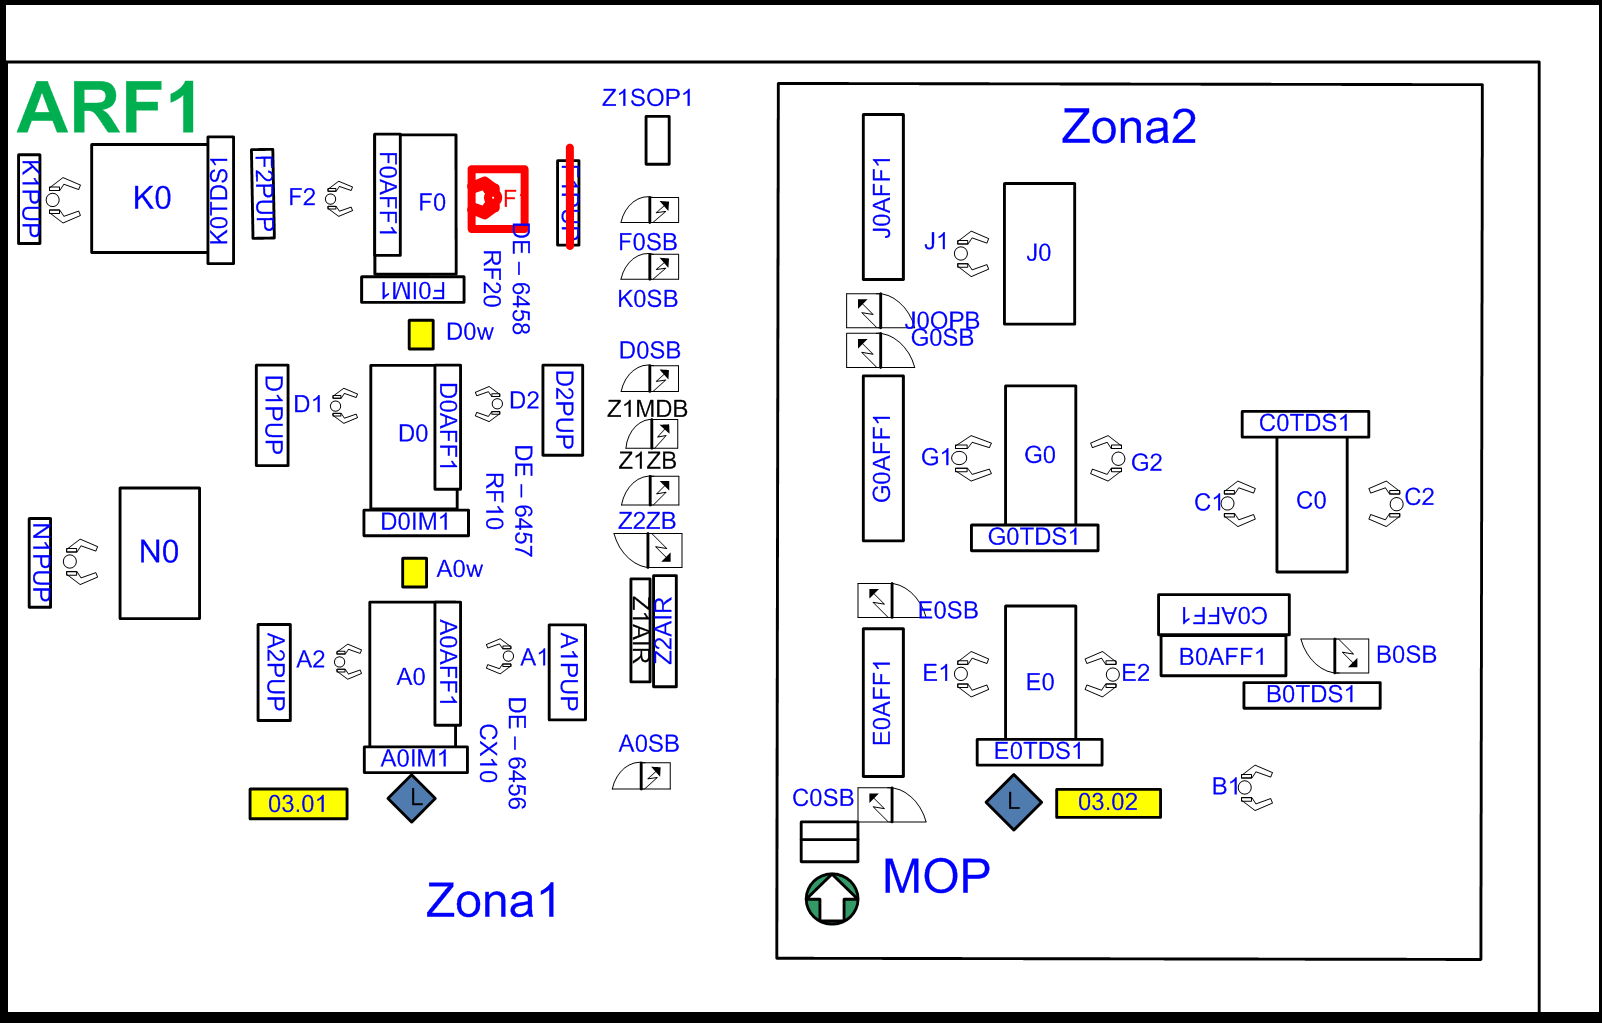 ARF1
Z1SOP1
Zona2
K1PUP
K0
K0TDS1
F2PUP
F2
F0AFF1
F0
F
F0IM1
DE – 6458
RF20
F0SB
K0SB
J0AFF1
J1
J0
J0OPB
G0SB
D0w
D0SB
Z1MDB
Z1ZB
Z2ZB
D1PUP
D1
D0
D0AFF1
D2
D2PUP
D0IM1
DE – 6457
RF10
G0AFF1
G1
G0
G2
G0TDS1
C0TDS1
C1
C0
C2
N1PUP
N0
A0w
Z1AIR
Z2AIR
A2PUP
A2
A0
A0AFF1
A1
A1PUP
A0IM1
DE – 6456
CX10
A0SB
E0SB
E0AFF1
E1
E0
E2
E0TDS1
C0AFF1
B0AFF1
B0SB
B0TDS1
B1
03.01
L
C0SB
L
03.02
MOP
Zona1